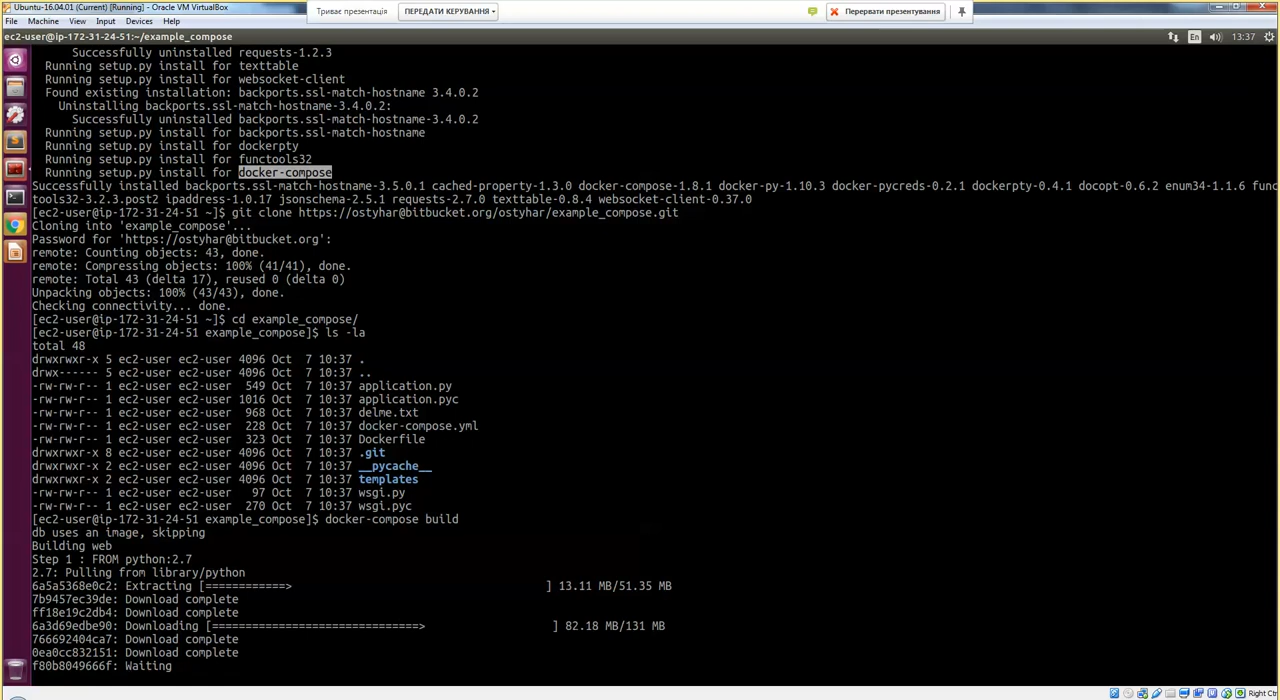 Ubuntu-16.04.01 (Current) [Running] - Oracle VM VirtualBox
Триває презентація
ПЕРЕДАТИ КЕРУВАННЯ
Перервати презентування
File Machine View Input Devices Help
ec2-user@ip-172-31-24-51:~/example_compose
En
13:37
Successfully uninstalled requests-1.2.3
Running setup.py install for texttable
Running setup.py install for websocket-client
Found existing installation: backports.ssl-match-hostname 3.4.0.2
Uninstalling backports.ssl-match-hostname-3.4.0.2:
Successfully uninstalled backports.ssl-match-hostname-3.4.0.2
Running setup.py install for backports.ssl-match-hostname
Running setup.py install for dockerpty
Running setup.py install for functools32
Running setup.py install for docker-compose
Successfully installed backports.ssl-match-hostname-3.5.0.1 cached-property-1.3.0 docker-compose-1.8.1 docker-py-1.10.3 docker-pycreds-0.2.1 dockerpty-0.4.1 docopt-0.6.2 enum34-1.1.6 func
tools32-3.2.3.post2 ipaddress-1.0.17 jsonschema-2.5.1 requests-2.7.0 texttable-0.8.4 websocket-client-0.37.0
[ec2-user@ip-172-31-24-51 ~]$ git clone https://ostyhar@bitbucket.org/ostyhar/example_compose.git
Cloning into 'example_compose'...
Password for 'https://ostyhar@bitbucket.org':
remote: Counting objects: 43, done.
remote: Compressing objects: 100% (41/41), done.
remote: Total 43 (delta 17), reused 0 (delta 0)
Unpacking objects: 100% (43/43), done.
Checking connectivity... done.
[ec2-user@ip-172-31-24-51 ~]$ cd example_compose/
[ec2-user@ip-172-31-24-51 example_compose]$ ls -la
total 48
drwxrwxr-x 5 ec2-user ec2-user 4096 Oct  7 10:37 .
drwx------ 5 ec2-user ec2-user 4096 Oct  7 10:37 ..
-rw-rw-r-- 1 ec2-user ec2-user  549 Oct  7 10:37 application.py
-rw-rw-r-- 1 ec2-user ec2-user 1016 Oct  7 10:37 application.pyc
-rw-rw-r-- 1 ec2-user ec2-user  968 Oct  7 10:37 delme.txt
-rw-rw-r-- 1 ec2-user ec2-user  228 Oct  7 10:37 docker-compose.yml
-rw-rw-r-- 1 ec2-user ec2-user  323 Oct  7 10:37 Dockerfile
drwxrwxr-x 8 ec2-user ec2-user 4096 Oct  7 10:37 .git
drwxrwxr-x 2 ec2-user ec2-user 4096 Oct  7 10:37 __pycache__
drwxrwxr-x 2 ec2-user ec2-user 4096 Oct  7 10:37 templates
-rw-rw-r-- 1 ec2-user ec2-user   97 Oct  7 10:37 wsgi.py
-rw-rw-r-- 1 ec2-user ec2-user  270 Oct  7 10:37 wsgi.pyc
[ec2-user@ip-172-31-24-51 example_compose]$ docker-compose build
db uses an image, skipping
Building web
Step 1 : FROM python:2.7
2.7: Pulling from library/python
6a5a5368e0c2: Extracting [============>                                      ] 13.11 MB/51.35 MB
7b9457ec39de: Download complete
ff18e19c2db4: Download complete
6a3d69edbe90: Downloading [===============================>                   ] 82.18 MB/131 MB
766692404ca7: Download complete
0ea0cc832151: Download complete
f80b8049666f: Waiting
Right Ctr